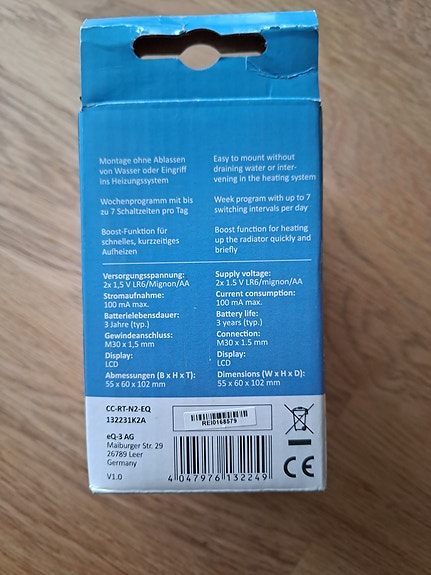 Montage ohne Ablassen
von Wasser oder Eingriff
ins Heizungssystem
Easy to mount without
draining water or inter-
vening in the heating system
Wochenprogramm mit bis
zu 7 Schaltzeiten pro Tag
Week program with up to 7
switching intervals per day
Boost-Funktion für
schnelles, kurzzeitiges
Aufheizen
Boost function for heating
up the radiator quickly and
briefly
Versorgungsspannung:
2x 1,5 V LR6/Mignon/AA
Stromaufnahme:
100 mA max.
Batterielebensdauer:
3 Jahre (typ.)
Gewindeanschluss:
M30 x 1,5 mm
Display:
LCD
Abmessungen (B x H x T):
55 x 60 x 102 mm
Supply voltage:
2x 1.5 V LR6/mignon/AA
Current consumption:
100 mA max.
Battery life:
3 years (typ.)
Connection:
M30 x 1.5 mm
Display:
LCD
Dimensions (W x H x D):
55 x 60 x 102 mm
CC-RT-N2-EQ
132231K2A
eQ-3 AG
Maiburger Str. 29
26789 Leer
Germany
V1.0
REI0168579
4 047976 132249
CE